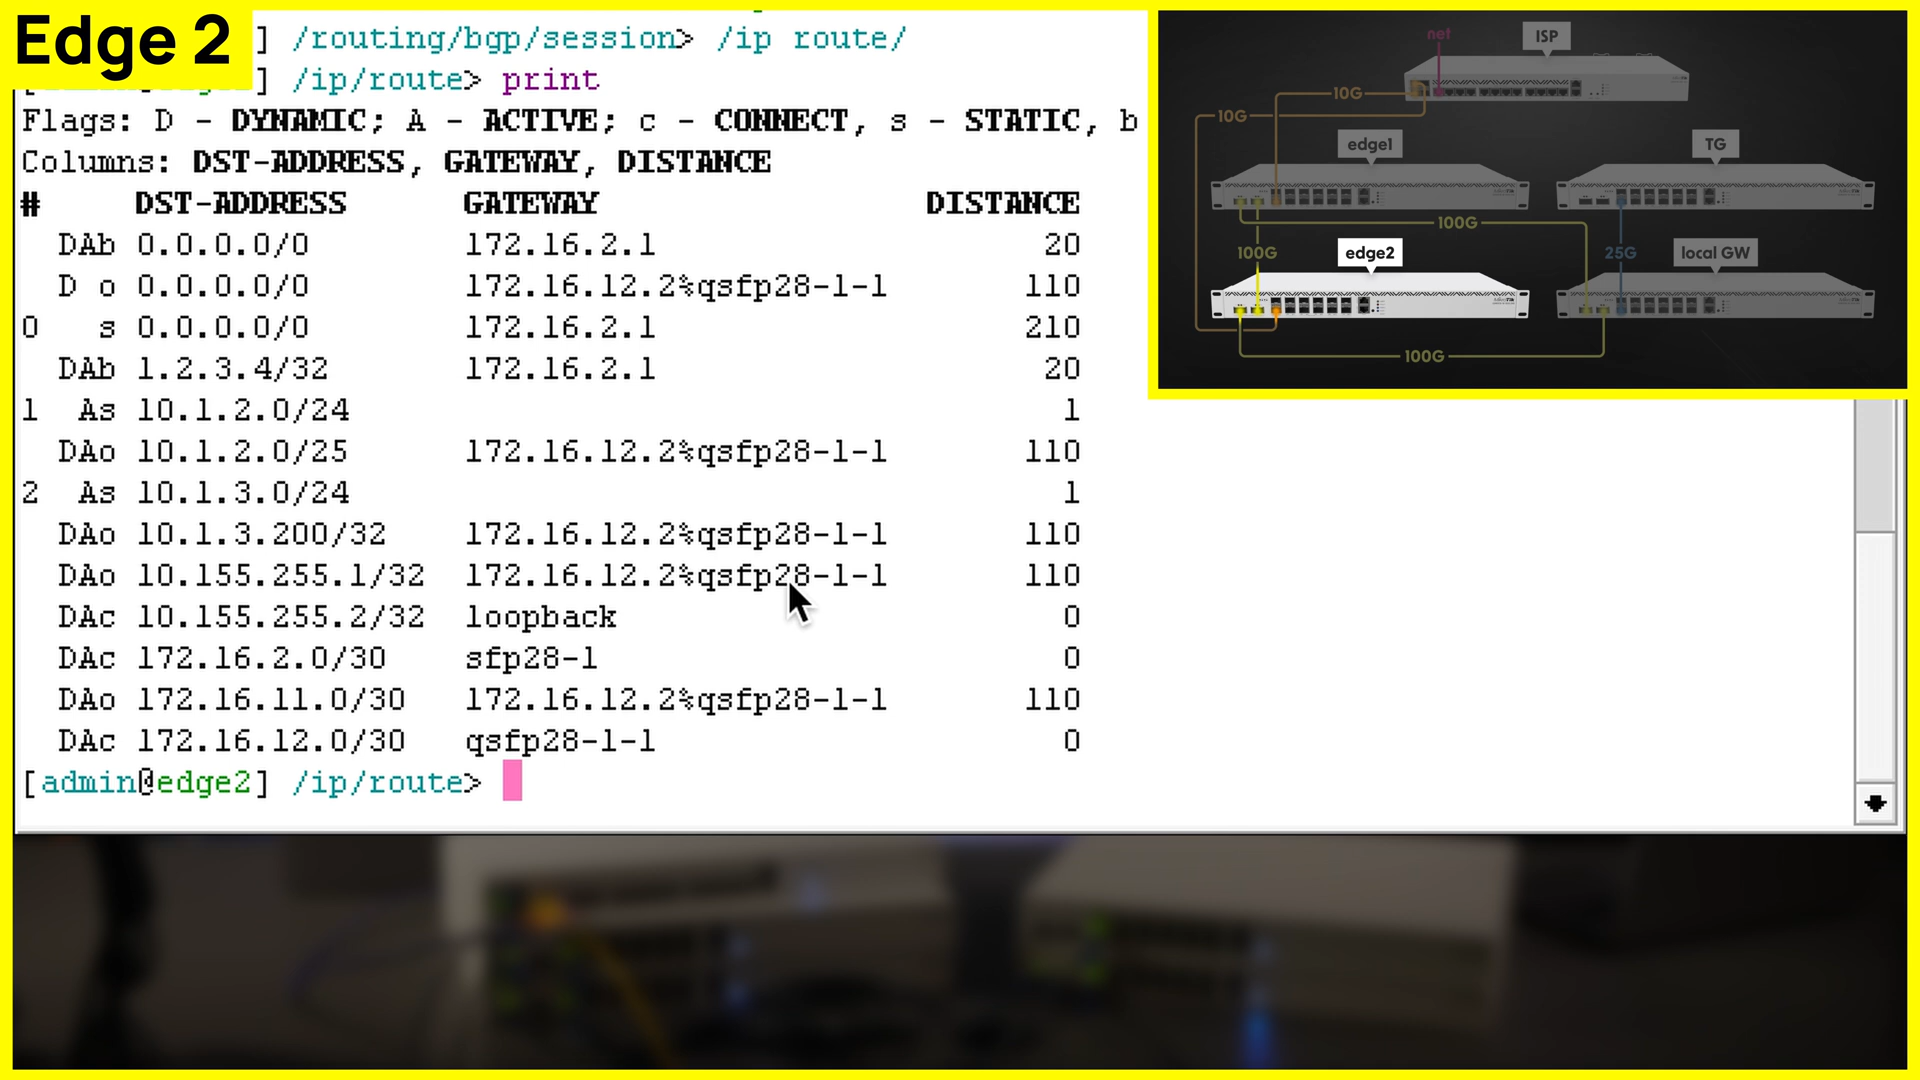 Edge 2
] /routing/bgp/session> /ip route/
/ip/route> print
Flags: D - DYNAMIC; A - ACTIVE; c - CONNECT, s - STATIC, b
Columns: DST-ADDRESS, GATEWAY, DISTANCE
# DST-ADDRESS GATEWAY DISTANCE
DAb 0.0.0.0/0 172.16.2.1 20
D o 0.0.0.0/0 172.16.12.2%qsfp28-1-1 110
0 s 0.0.0.0/0 172.16.2.1 210
DAb 1.2.3.4/32 172.16.2.1 20
1 As 10.1.2.0/24 1
DAo 10.1.2.0/25 172.16.12.2%qsfp28-1-1 110
2 As 10.1.3.0/24 1
DAo 10.1.3.200/32 172.16.12.2%qsfp28-1-1 110
DAo 10.155.255.1/32 172.16.12.2%qsfp28-1-1 110
DAc 10.155.255.2/32 loopback 0
DAc 172.16.2.0/30 sfp28-1 0
DAo 172.16.11.0/30 172.16.12.2%qsfp28-1-1 110
DAc 172.16.12.0/30 qsfp28-1-1 0
[admin@edge2] /ip/route>
net
ISP
10G
10G
edge1
TG
100G
100G
edge2
25G
local GW
100G